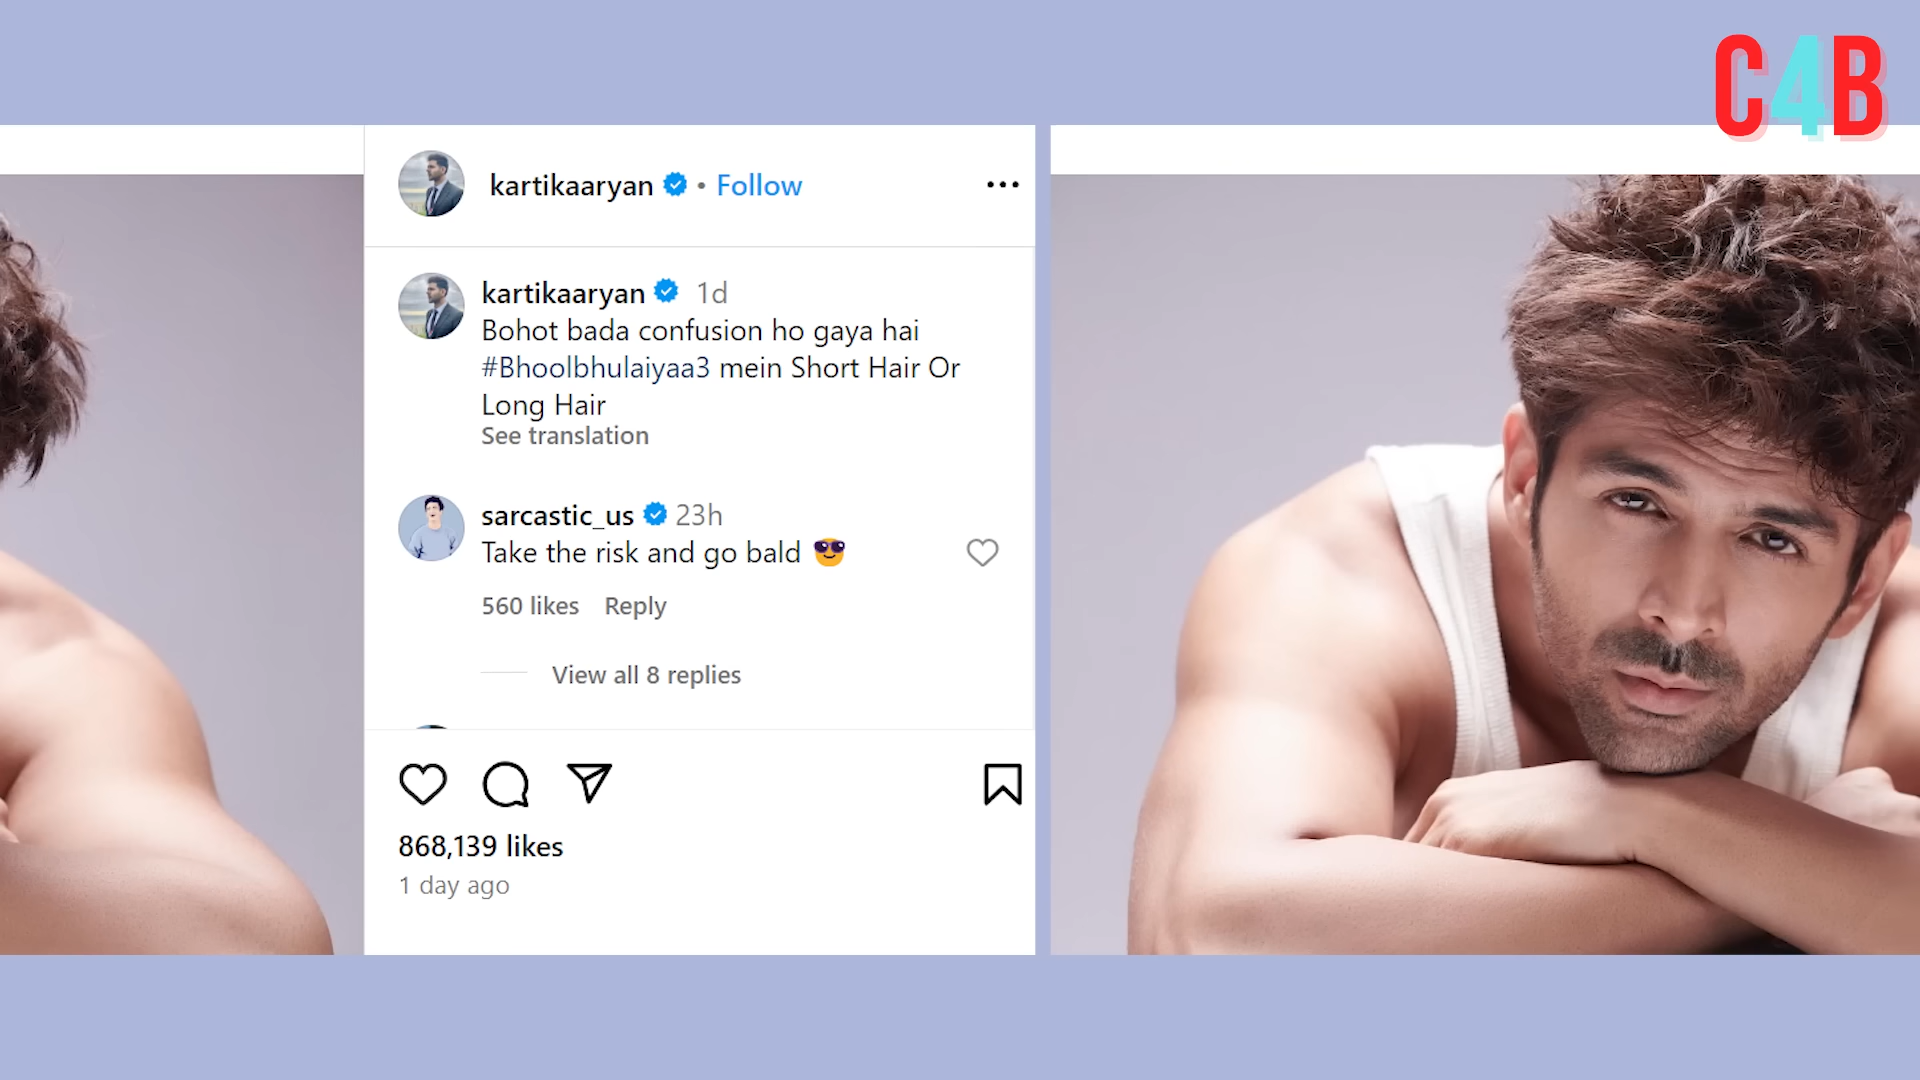 C4B
kartikaaryan • Follow
kartikaaryan 1d
Bohot bada confusion ho gaya hai
#Bhoolbhulaiyaa3 mein Short Hair Or
Long Hair
See translation
sarcastic_us 23h
Take the risk and go bald 😎
560 likes Reply
View all 8 replies
868,139 likes
1 day ago